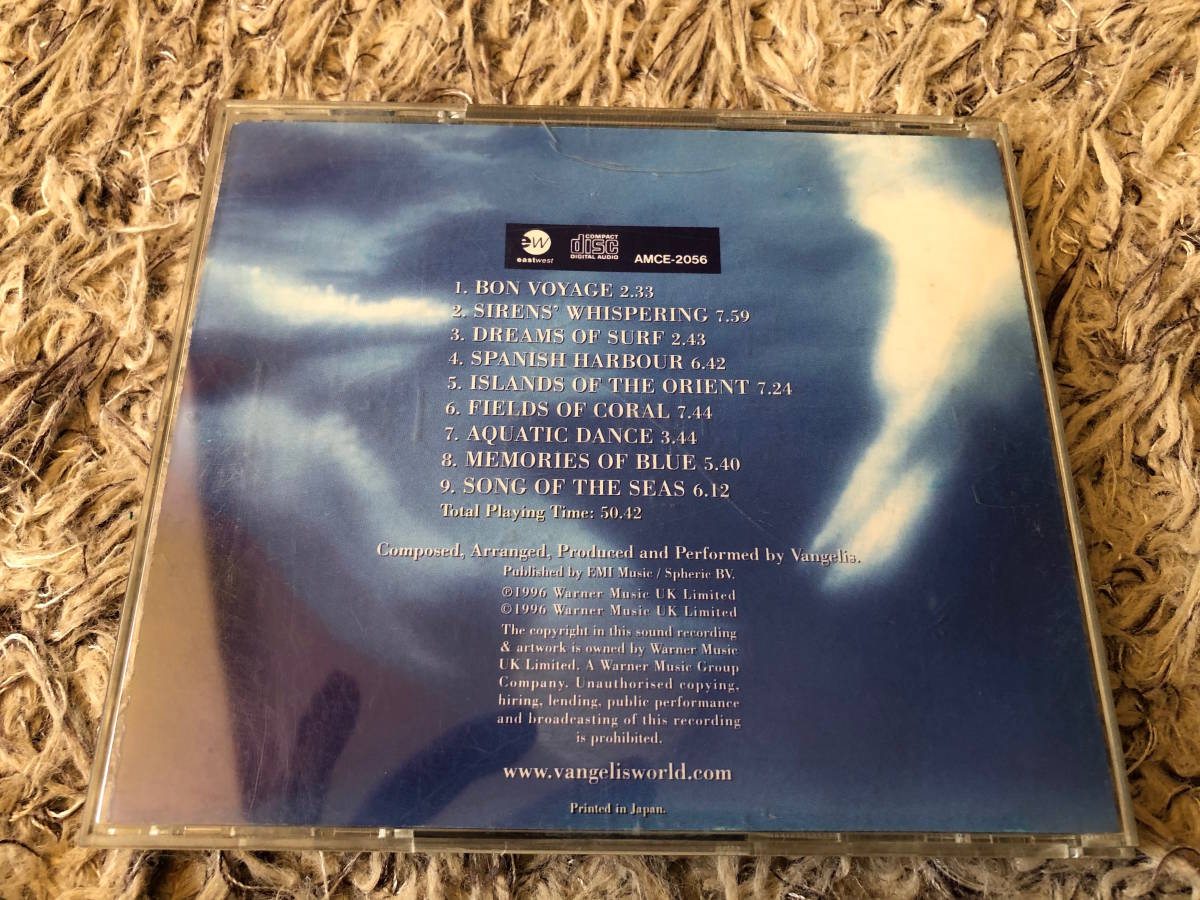 ew
eastwest
COMPACT
disc
DIGITAL AUDIO
AMCE-2056
1. BON VOYAGE 2.33
2. SIRENS' WHISPERING 7.59
3. DREAMS OF SURF 2.43
4. SPANISH HARBOUR 6.42
5. ISLANDS OF THE ORIENT 7.24
6. FIELDS OF CORAL 7.44
7. AQUATIC DANCE 3.44
8. MEMORIES OF BLUE 5.40
9. SONG OF THE SEAS 6.12
Total Playing Time: 50.42
Composed, Arranged, Produced and Performed by Vangelis.
Published by EMI Music / Spheric BV.
℗1996 Warner Music UK Limited
©1996 Warner Music UK Limited
The copyright in this sound recording
& artwork is owned by Warner Music
UK Limited. A Warner Music Group
Company. Unauthorised copying,
hiring, lending, public performance
and broadcasting of this recording
is prohibited.
www.vangelisworld.com
Printed in Japan.